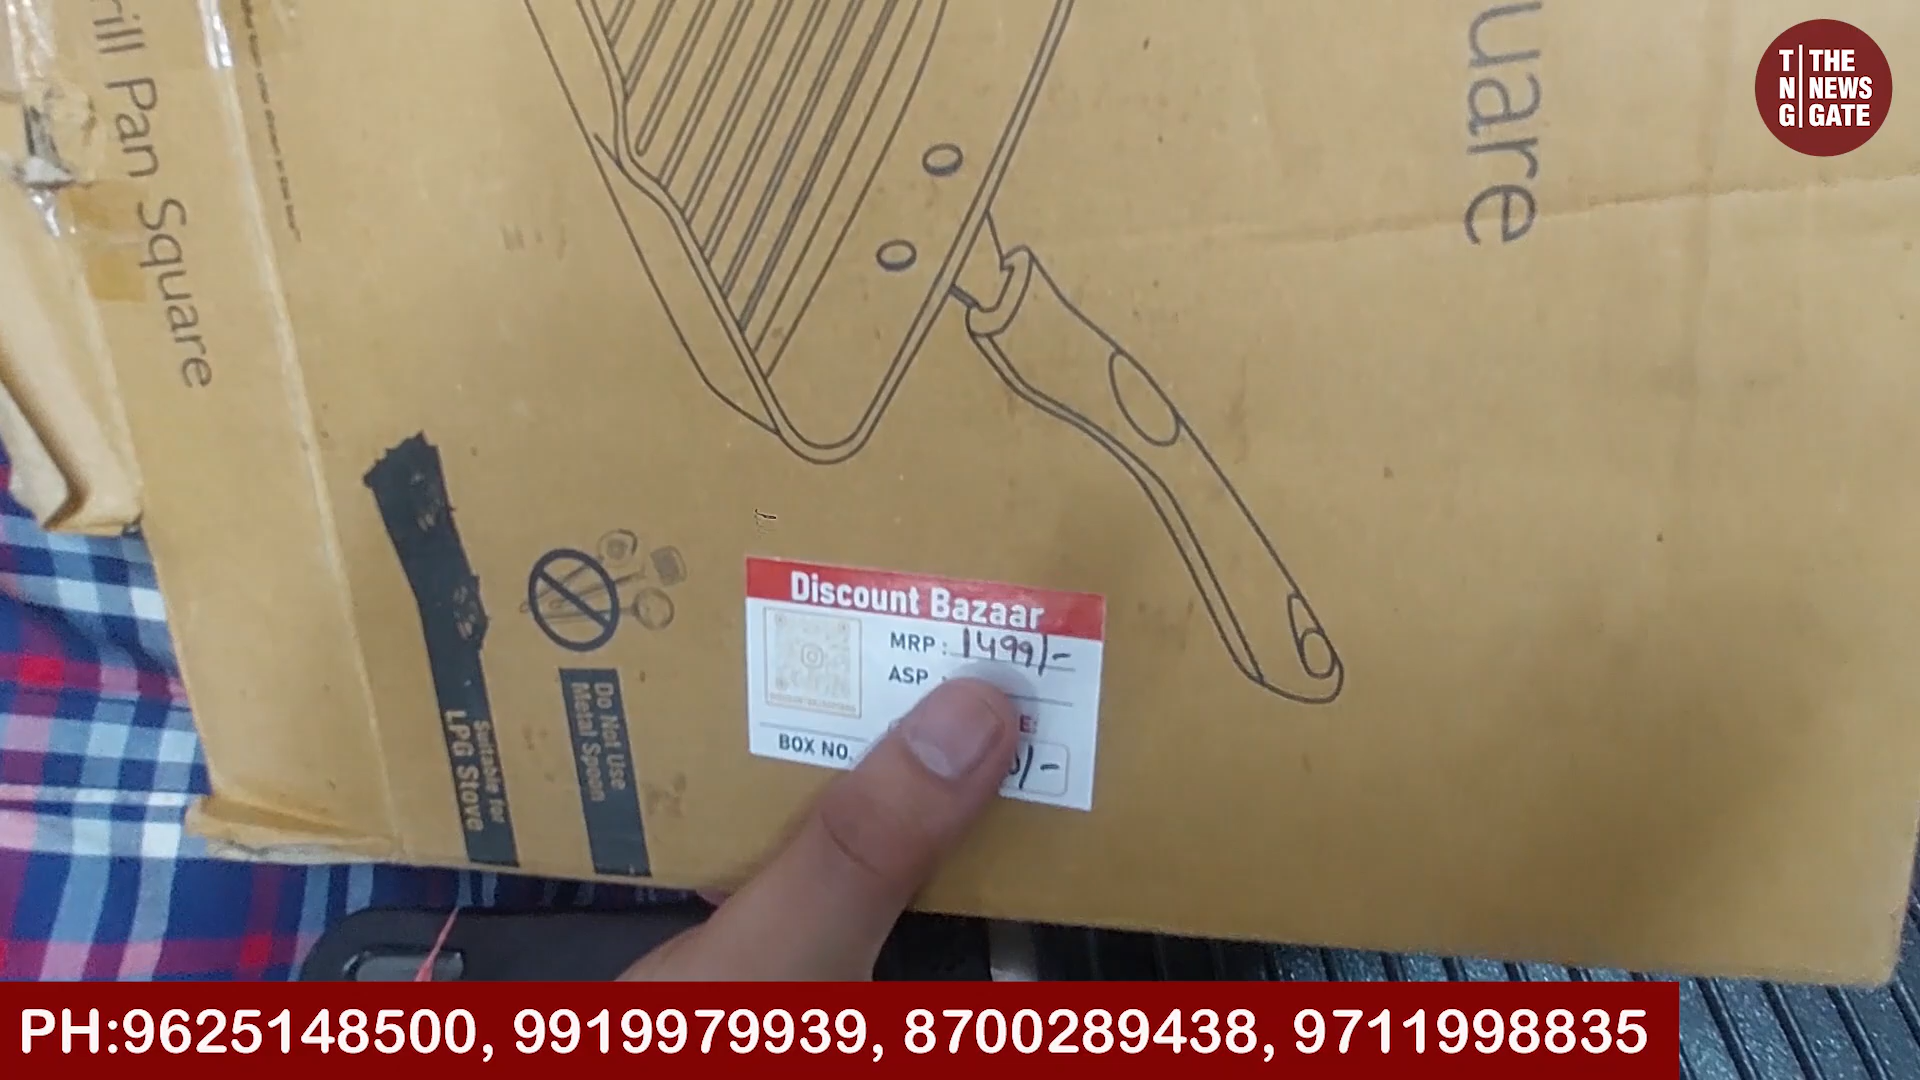 T THE
N NEWS
G GATE
rill Pan Square
uare
Discount Bazaar
MRP : 1499/-
ASP
E:
0/-
BOX NO.
Suitable for
LPG Stove
Do Not Use
Metal Spoon
PH:9625148500, 9919979939, 8700289438, 9711998835